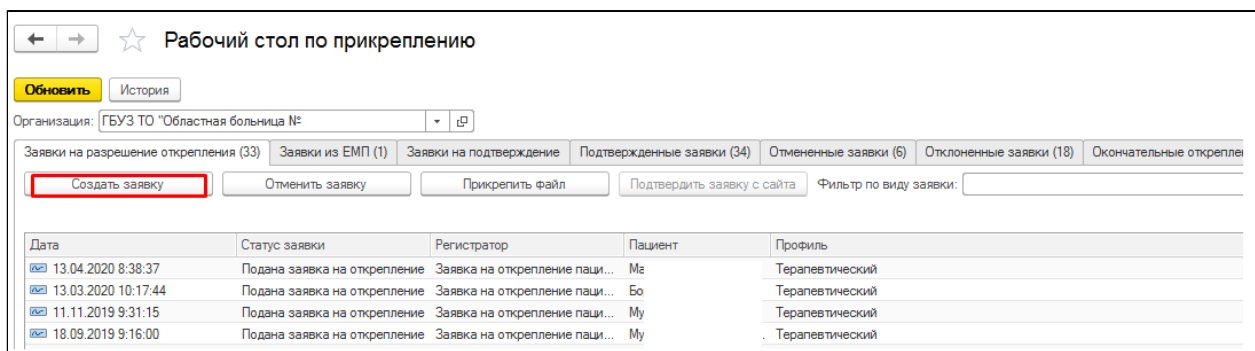 Рабочий стол по прикреплению
Обновить История
Организация: ГБУЗ ТО "Областная больница №
Заявки на разрешение открепления (33) Заявки из ЕМП (1) Заявки на подтверждение Подтвержденные заявки (34) Отмененные заявки (6) Отклоненные заявки (18) Окончательные откреплен
Создать заявку Отменить заявку Прикрепить файл Подтвердить заявку с сайта Фильтр по виду заявки:
Дата Статус заявки Регистратор Пациент Профиль
13.04.2020 8:38:37 Подана заявка на открепление Заявка на открепление паци... Ма Терапевтический
13.03.2020 10:17:44 Подана заявка на открепление Заявка на открепление паци... Бо Терапевтический
11.11.2019 9:31:15 Подана заявка на открепление Заявка на открепление паци... Му Терапевтический
18.09.2019 9:16:00 Подана заявка на открепление Заявка на открепление паци... Му . Терапевтический